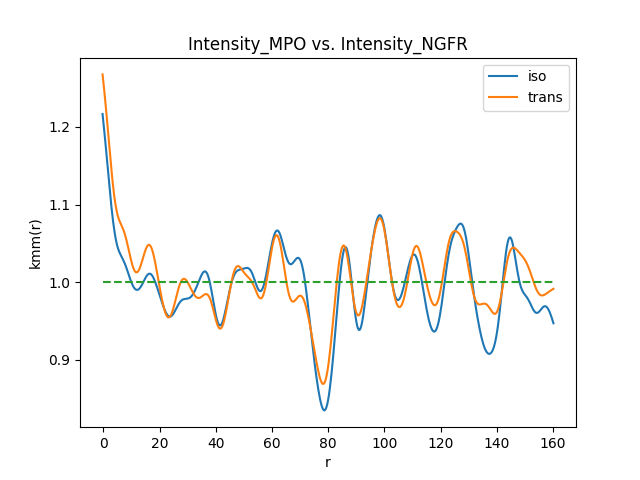 Intensity_MPO vs. Intensity_NGFR
iso
trans
kmm(r)
1.2
1.1
1.0
0.9
0 20 40 60 80 100 120 140 160
r